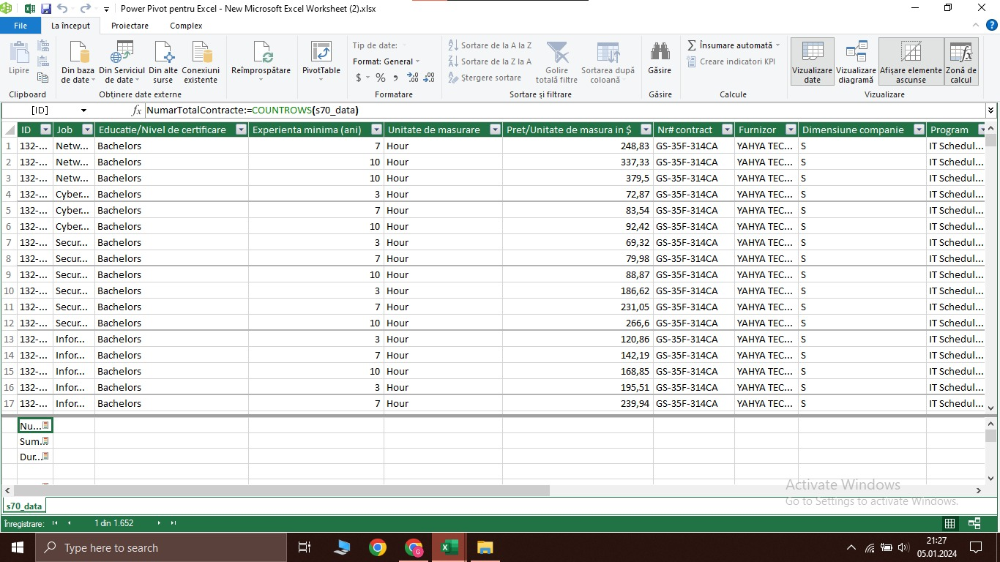 Power Pivot pentru Excel - New Microsoft Excel Worksheet (2).xlsx
File La început Proiectare Complex
Lipire
Din baza de date
Din Serviciul de date
Din alte surse
Conexiuni existente
Reîmprospătare
PivotTable
Tip de date:
Format: General
$ %
Sortare de la A la Z
Sortare de la Z la A
Ștergere sortare
Golire totală filtre
Sortarea după coloană
Găsire
Însumare automată
Creare indicatori KPI
Vizualizare date
Vizualizare diagramă
Afișare elemente ascunse
Zonă de calcul
Clipboard Obținere date externe Formatare Sortare și filtrare Găsire Calcule Vizualizare
[ID] fx NumarTotalContracte:=COUNTROWS(s70_data)
ID Job Educatie/Nivel de certificare Experienta minima (ani) Unitate de masurare Pret/Unitate de masura in $ Nr# contract Furnizor Dimensiune companie Program
1 132-... Netw... Bachelors 7 Hour 248,83 GS-35F-314CA YAHYA TEC... S IT Schedul...
2 132-... Netw... Bachelors 10 Hour 337,33 GS-35F-314CA YAHYA TEC... S IT Schedul...
3 132-... Netw... Bachelors 10 Hour 379,5 GS-35F-314CA YAHYA TEC... S IT Schedul...
4 132-... Cyber... Bachelors 3 Hour 72,87 GS-35F-314CA YAHYA TEC... S IT Schedul...
5 132-... Cyber... Bachelors 7 Hour 83,54 GS-35F-314CA YAHYA TEC... S IT Schedul...
6 132-... Cyber... Bachelors 10 Hour 92,42 GS-35F-314CA YAHYA TEC... S IT Schedul...
7 132-... Secur... Bachelors 3 Hour 69,32 GS-35F-314CA YAHYA TEC... S IT Schedul...
8 132-... Secur... Bachelors 7 Hour 79,98 GS-35F-314CA YAHYA TEC... S IT Schedul...
9 132-... Secur... Bachelors 10 Hour 88,87 GS-35F-314CA YAHYA TEC... S IT Schedul...
10 132-... Secur... Bachelors 3 Hour 186,62 GS-35F-314CA YAHYA TEC... S IT Schedul...
11 132-... Secur... Bachelors 7 Hour 231,05 GS-35F-314CA YAHYA TEC... S IT Schedul...
12 132-... Secur... Bachelors 10 Hour 266,6 GS-35F-314CA YAHYA TEC... S IT Schedul...
13 132-... Infor... Bachelors 3 Hour 120,86 GS-35F-314CA YAHYA TEC... S IT Schedul...
14 132-... Infor... Bachelors 7 Hour 142,19 GS-35F-314CA YAHYA TEC... S IT Schedul...
15 132-... Infor... Bachelors 10 Hour 168,85 GS-35F-314CA YAHYA TEC... S IT Schedul...
16 132-... Infor... Bachelors 3 Hour 195,51 GS-35F-314CA YAHYA TEC... S IT Schedul...
17 132-... Infor... Bachelors 7 Hour 239,94 GS-35F-314CA YAHYA TEC... S IT Schedul...
Nu...
Sum...
Dur...
Activate Windows
Go to Settings to activate Windows.
s70_data
Înregistrare: 1 din 1.652
Type here to search
21:27
05.01.2024